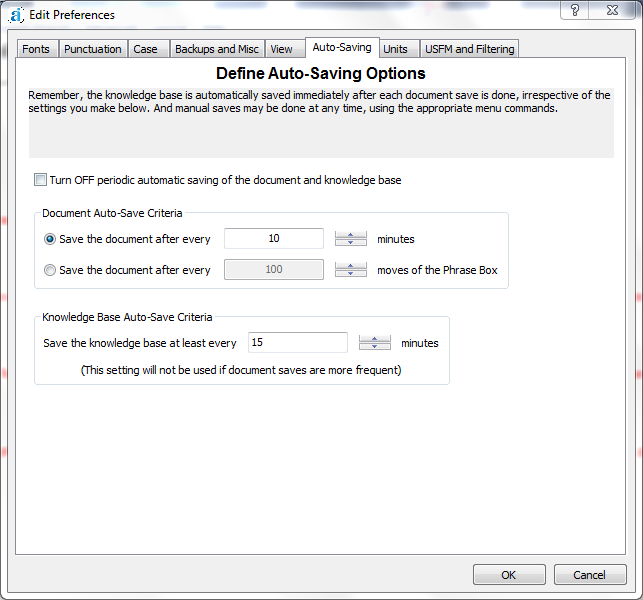 Edit Preferences
?
Fonts Punctuation Case Backups and Misc View Auto-Saving Units USFM and Filtering
Define Auto-Saving Options
Remember, the knowledge base is automatically saved immediately after each document save is done, irrespective of the
settings you make below. And manual saves may be done at any time, using the appropriate menu commands.
Turn OFF periodic automatic saving of the document and knowledge base
Document Auto-Save Criteria
Save the document after every 10 minutes
Save the document after every 100 moves of the Phrase Box
Knowledge Base Auto-Save Criteria
Save the knowledge base at least every 15 minutes
(This setting will not be used if document saves are more frequent)
OK Cancel